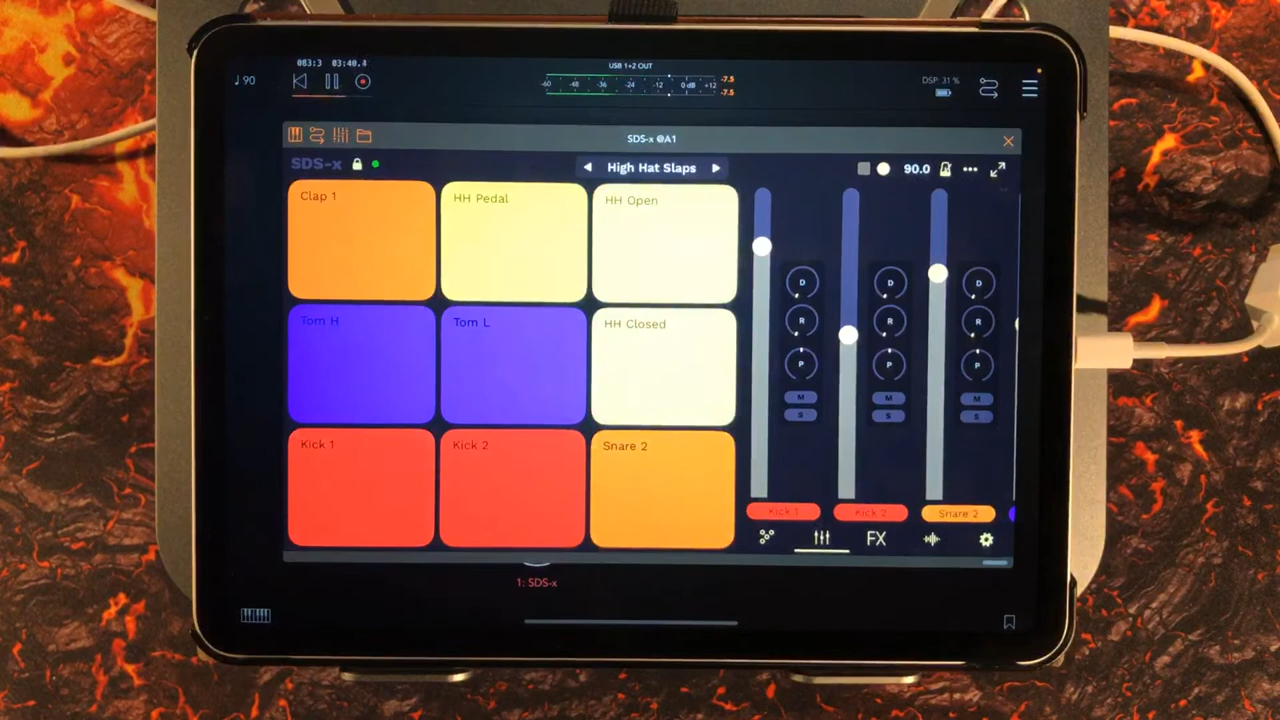 083:3 03:40.4
♩ 90
USB 1+2 OUT
-60 -48 -36 -24 -12 0 dB +12
-7.5
-7.5
DSP: 31 %
SDS-x @A1
SDS-x
High Hat Slaps
90.0
Clap 1
HH Pedal
HH Open
Tom H
Tom L
HH Closed
Kick 1
Kick 2
Snare 2
D D D
R R R
P P P
M M M
S S S
Kick 1 Kick 2 Snare 2
FX
1: SDS-x